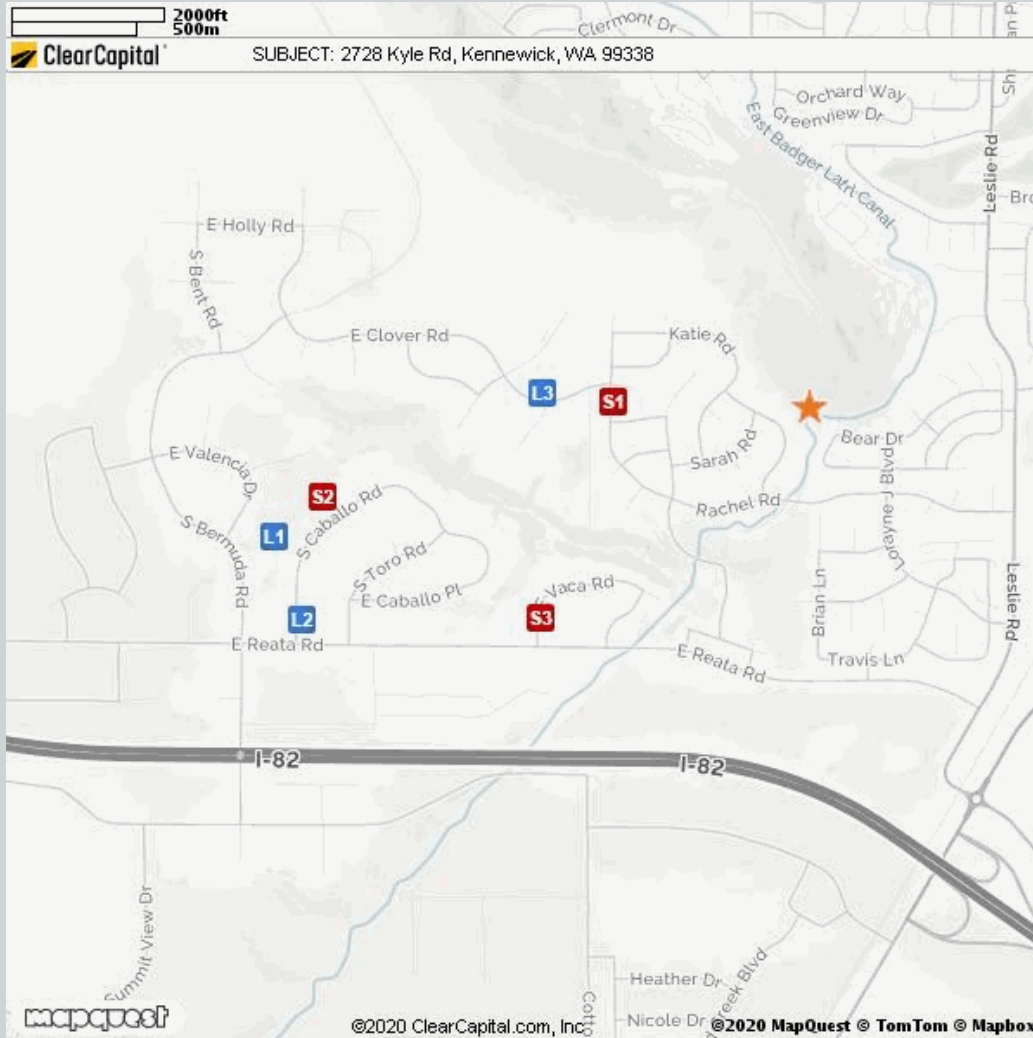 2000ft
500m
Clermont Dr
ClearCapital
SUBJECT: 2728 Kyle Rd, Kennewick, WA 99338
Orchard Way
Greenview Dr
East Badger Latrl Canal
Leslie Rd
E Holly Rd
S Bent Rd
E Clover Rd
Katie Rd
L3
S1
Bear Dr
Sarah Rd
E Valencia Dr
S2
Rachel Rd
Lorayne J Blvd
S Caballo Rd
L1
S Bermuda Rd
S Toro Rd
E Caballo Pl
E Vaca Rd
Brian Ln
Leslie Rd
L2
S3
E Reata Rd
E Reata Rd
Travis Ln
I-82
I-82
Summit View Dr
Heather Dr
Nicole Dr
mapquest
©2020 ClearCapital.com, Inc
©2020 MapQuest © TomTom © Mapbox